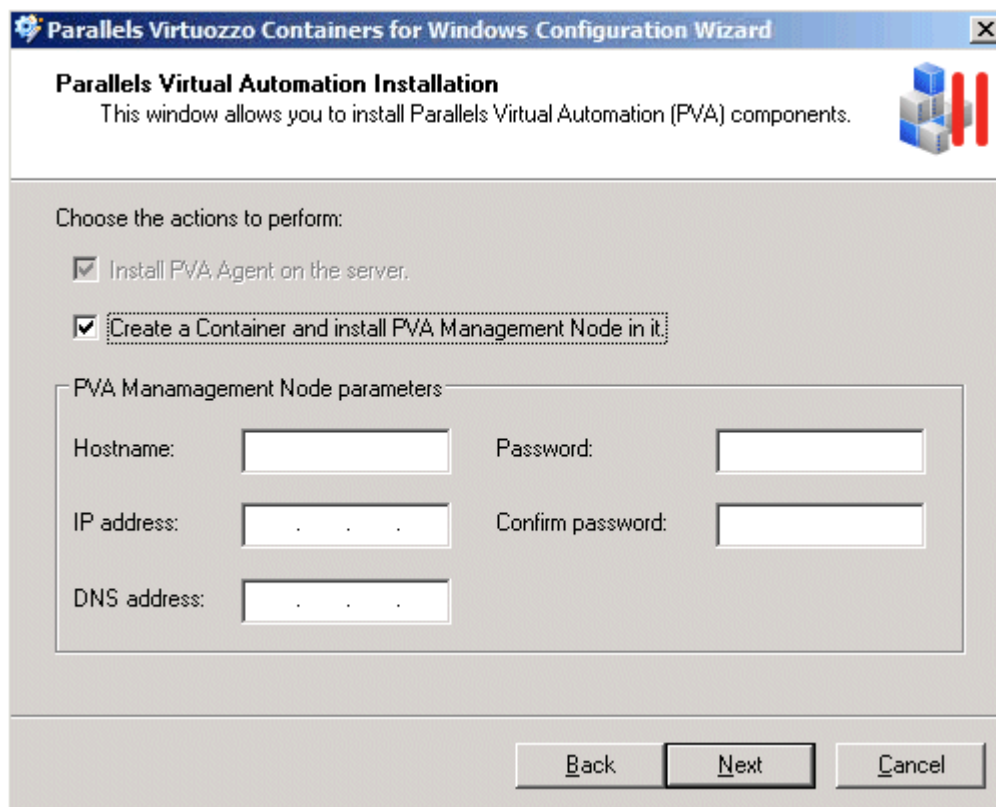 Parallels Virtuozzo Containers for Windows Configuration Wizard
Parallels Virtual Automation Installation
This window allows you to install Parallels Virtual Automation (PVA) components.
Choose the actions to perform:
Install PVA Agent on the server.
Create a Container and install PVA Management Node in it.
PVA Manamagement Node parameters
Hostname:
Password:
IP address:
Confirm password:
DNS address:
Back
Next
Cancel